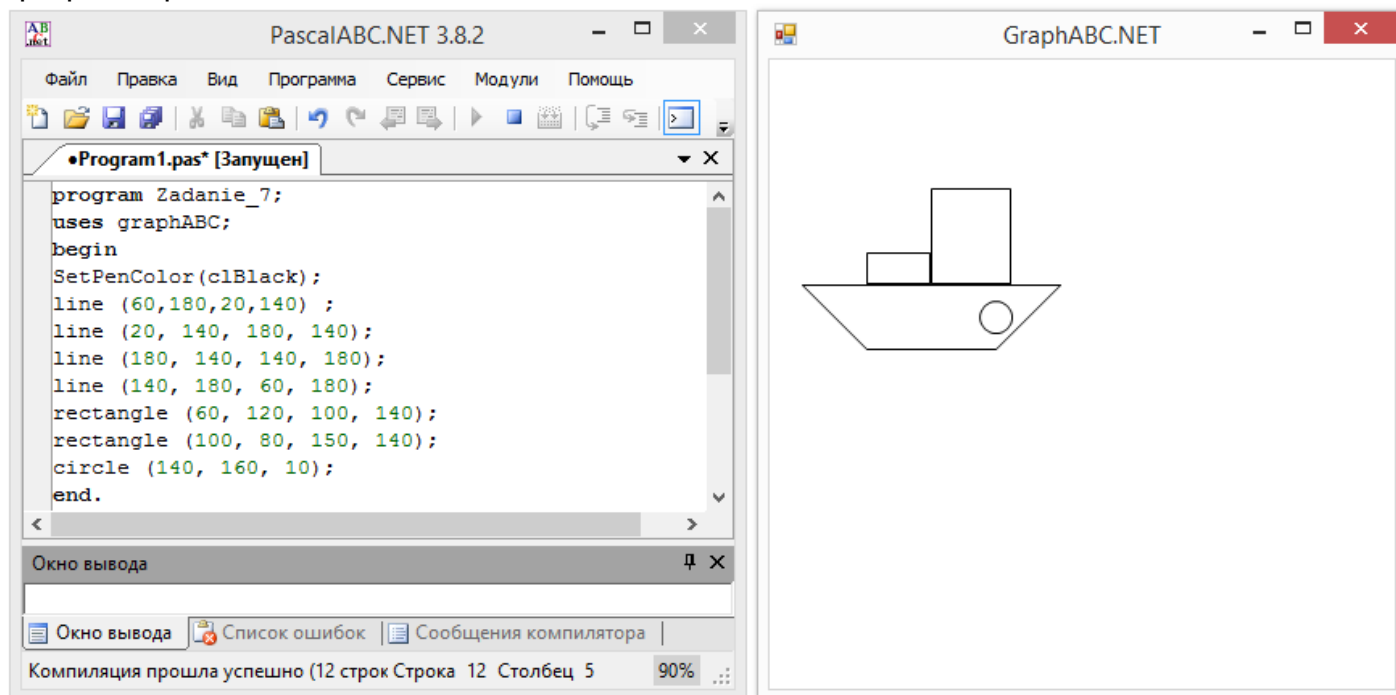 PascalABC.NET 3.8.2
Файл Правка Вид Программа Сервис Модули Помощь
•Program1.pas* [Запущен]
program Zadanie_7;
uses graphABC;
begin
SetPenColor(clBlack);
line (60,180,20,140) ;
line (20, 140, 180, 140);
line (180, 140, 140, 180);
line (140, 180, 60, 180);
rectangle (60, 120, 100, 140);
rectangle (100, 80, 150, 140);
circle (140, 160, 10);
end.
Окно вывода
Окно вывода Список ошибок Сообщения компилятора
Компиляция прошла успешно (12 строк Строка 12 Столбец 5 90%
GraphABC.NET